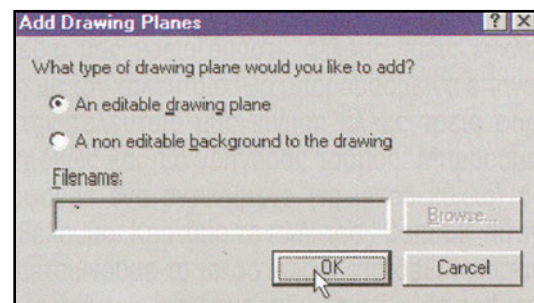 Add Drawing Planes
What type of drawing plane would you like to add?
An editable drawing plane
A non editable background to the drawing
Filename:
Browse...
OK
Cancel